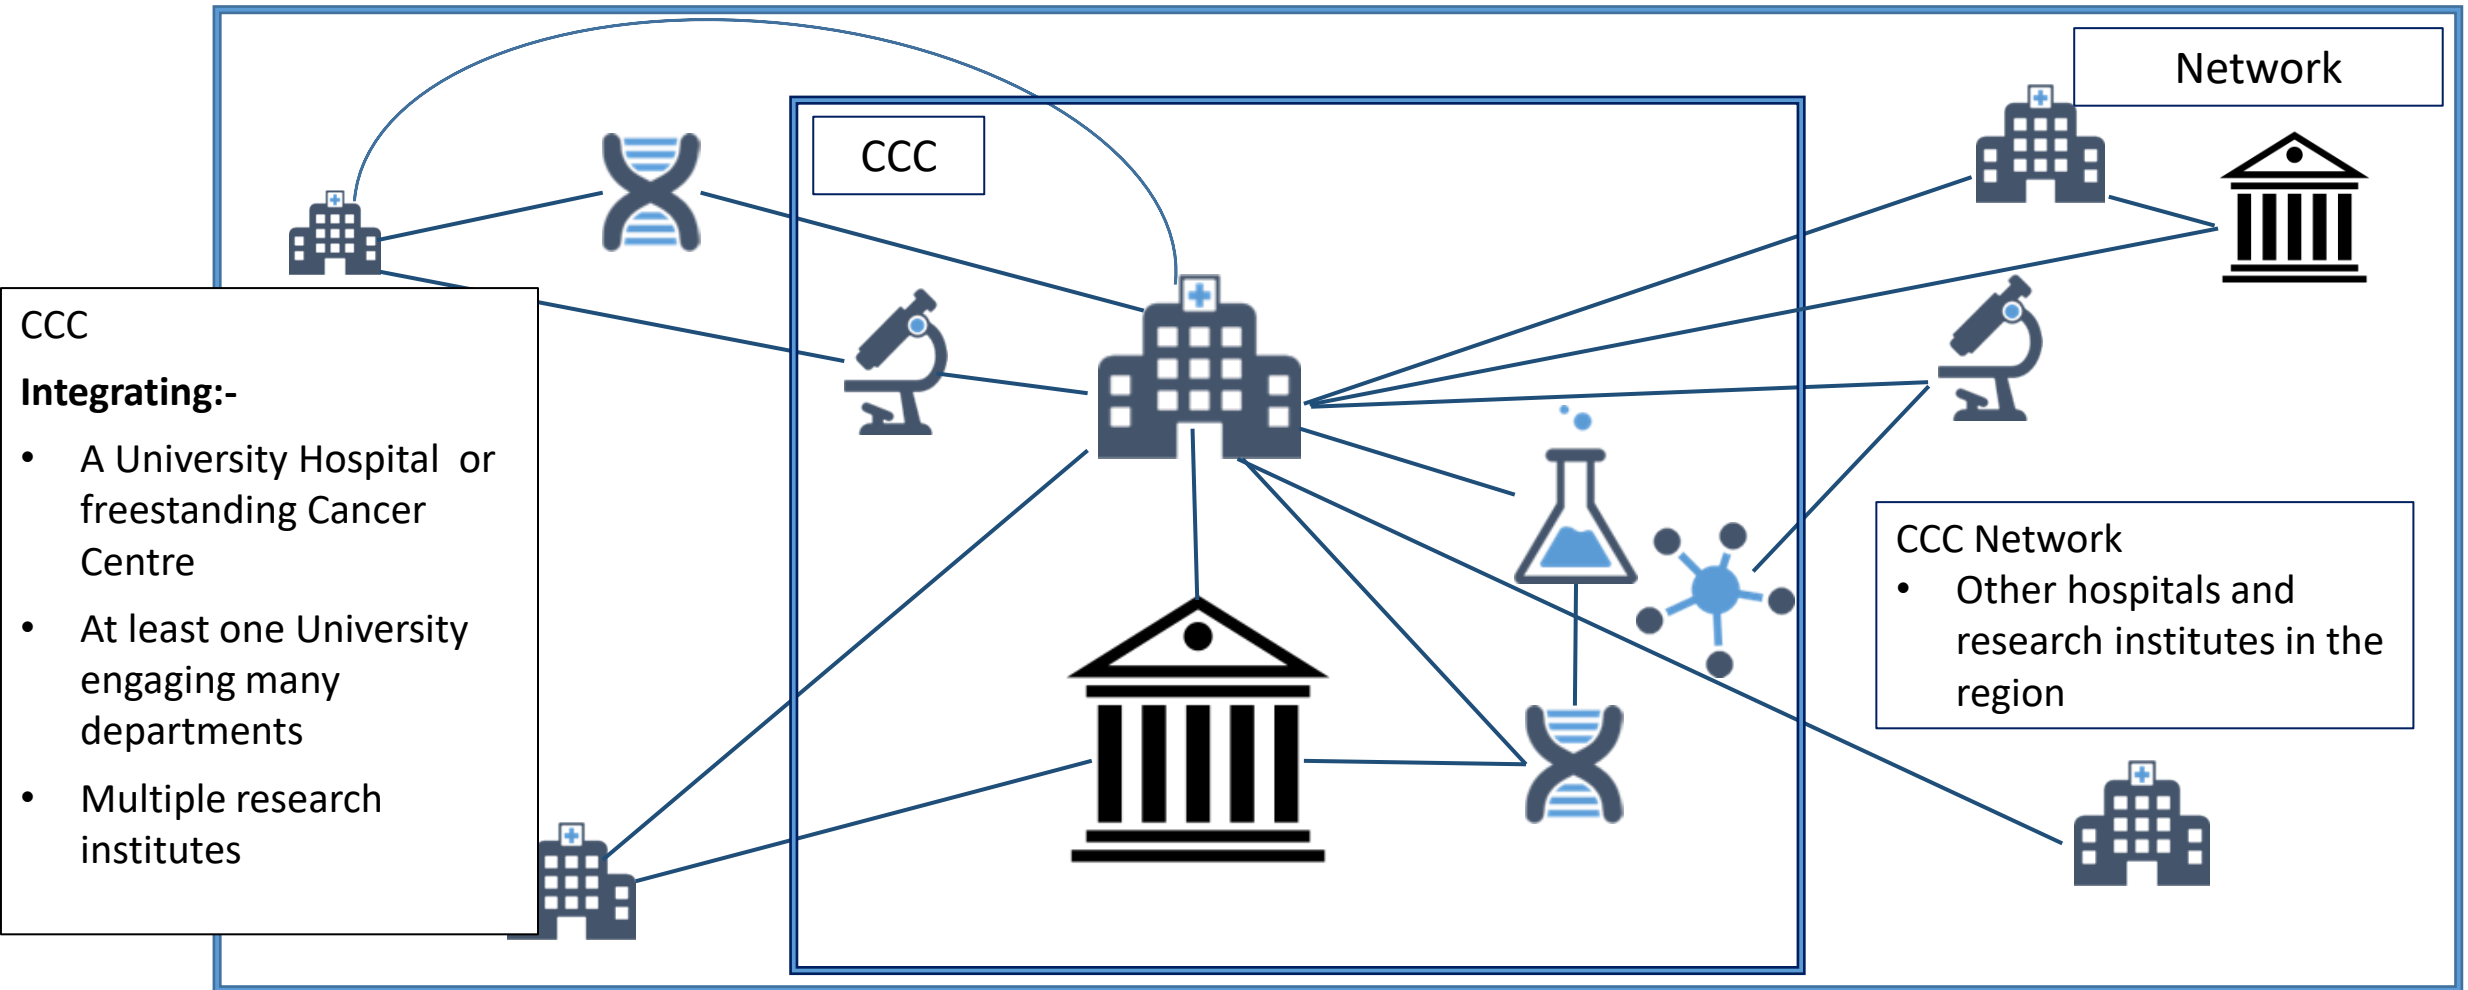 Network
CCC
CCC
Integrating:-
• A University Hospital or
freestanding Cancer
Centre
• At least one University
engaging many
departments
• Multiple research
institutes
CCC Network
• Other hospitals and
research institutes in the
region